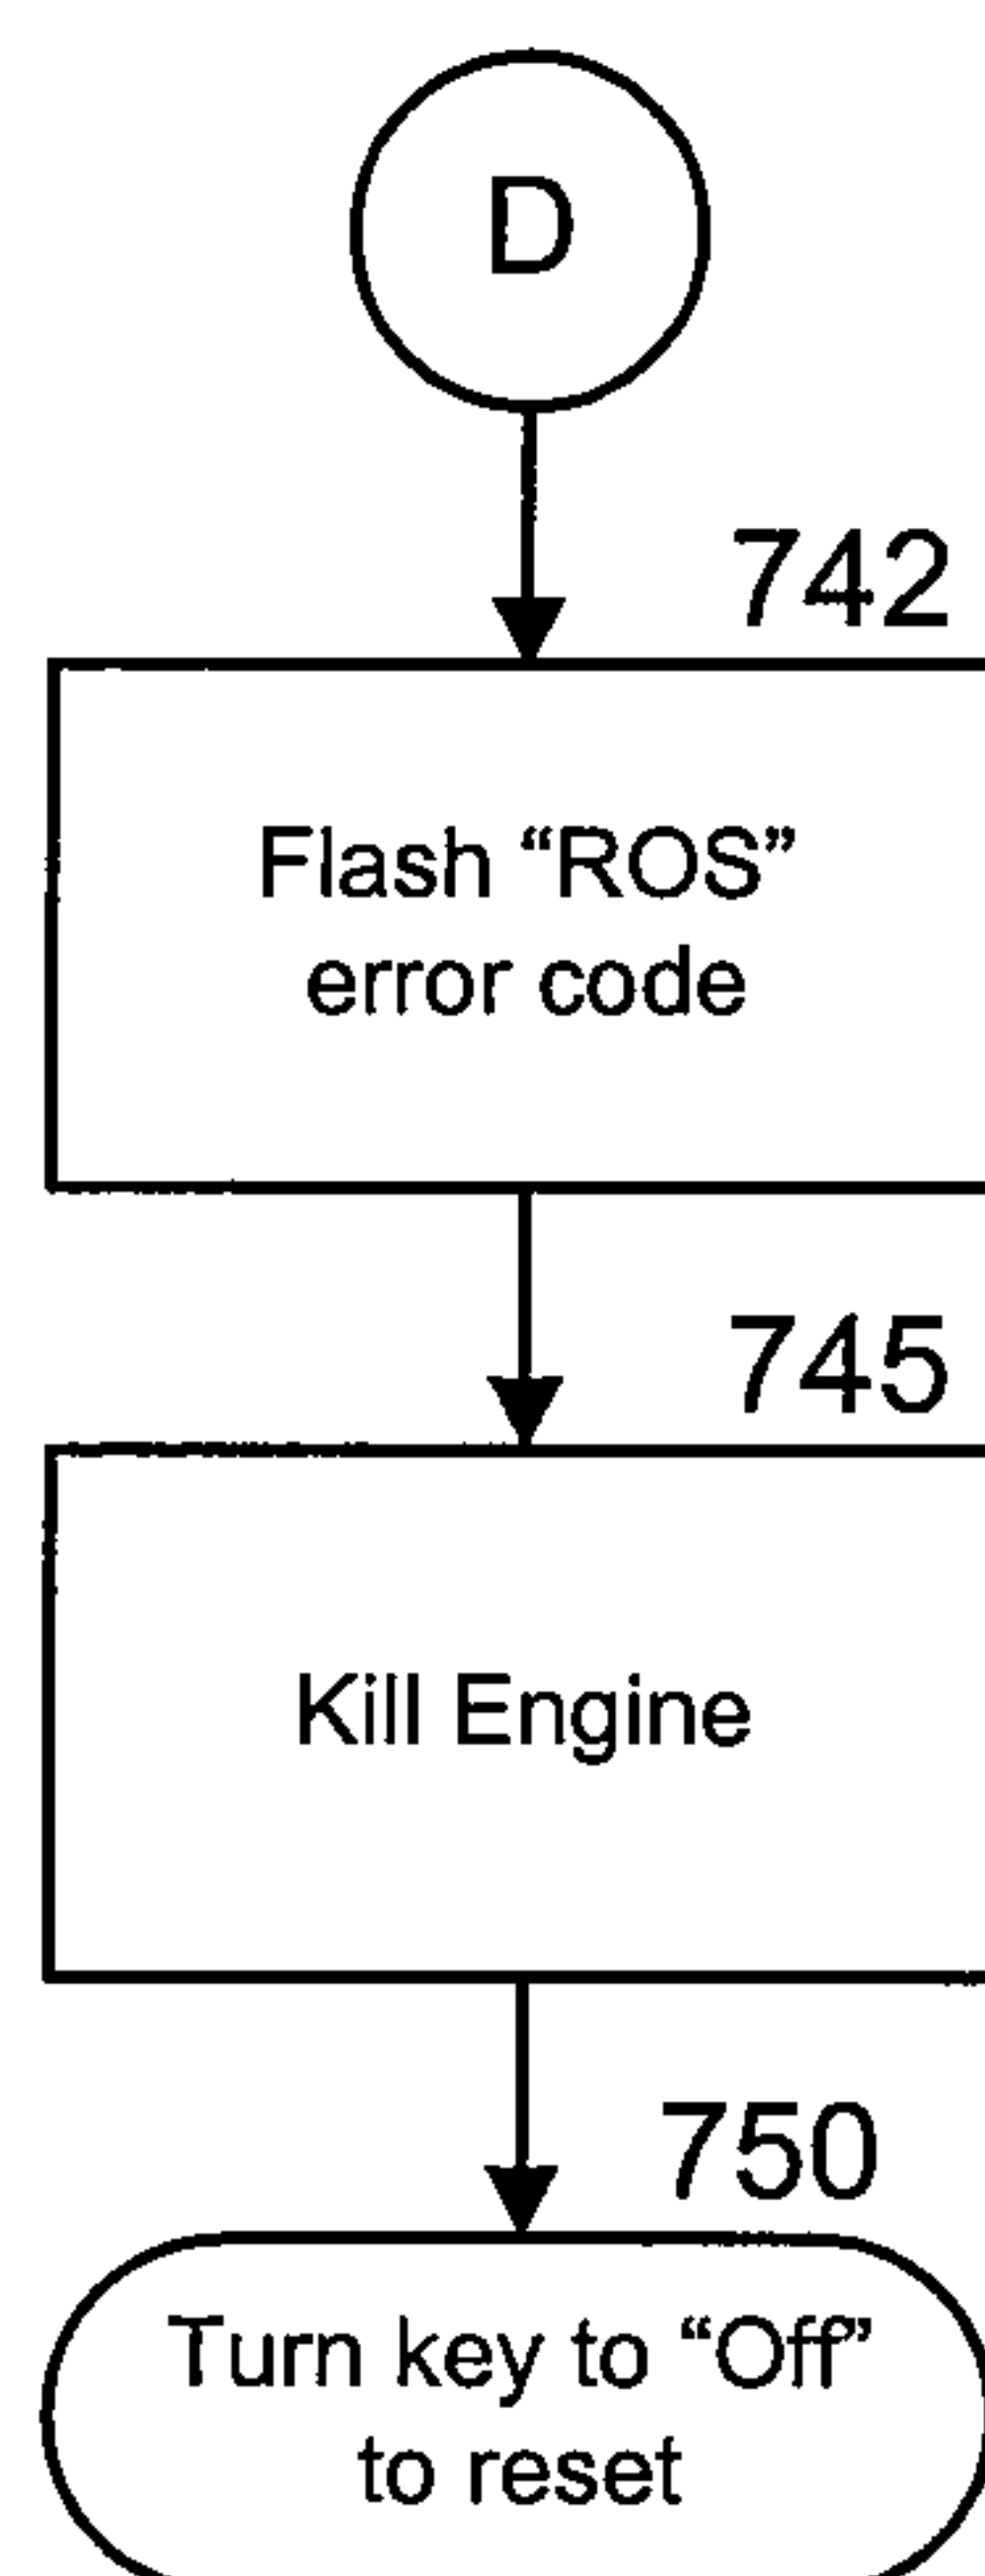 D
742
Flash “ROS”
error code
745
Kill Engine
750
Turn key to “Off”
to reset